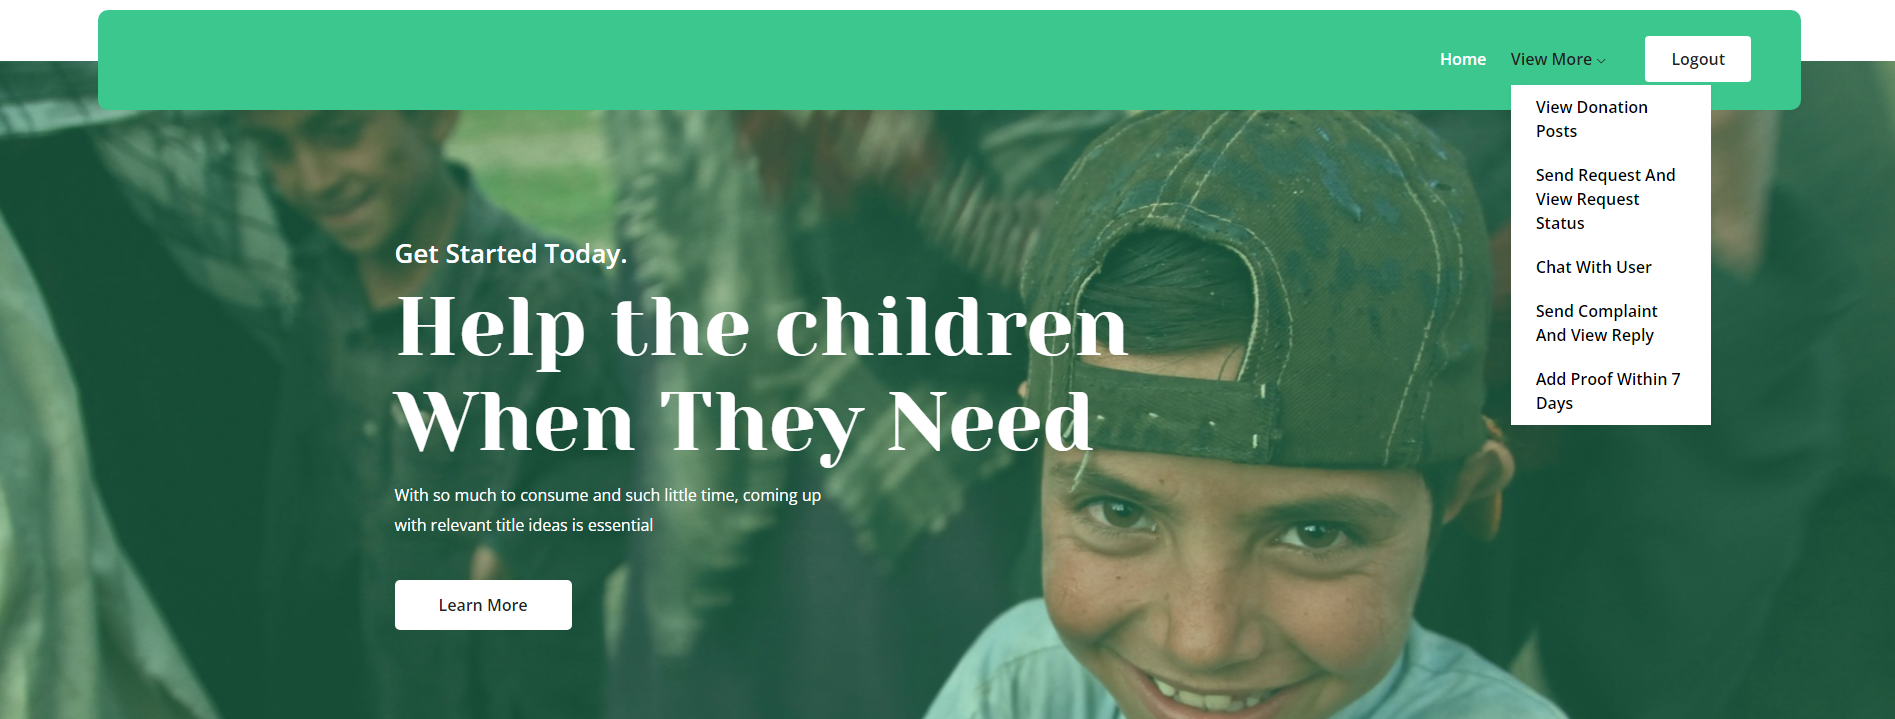 Home View More Logout
View Donation
Posts
Send Request And
View Request
Status
Chat With User
Send Complaint
And View Reply
Add Proof Within 7
Days
Get Started Today.
Help the children
When They Need
With so much to consume and such little time, coming up
with relevant title ideas is essential
Learn More